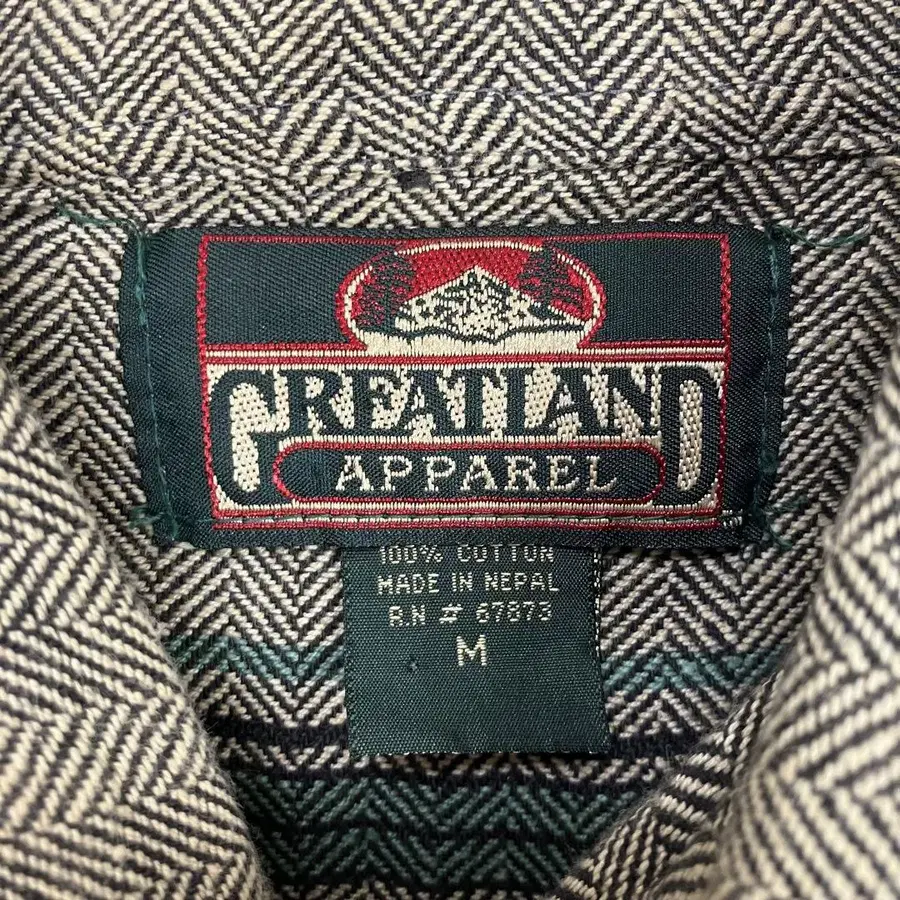 GREATLAND
APPAREL
100% COTTON
MADE IN NEPAL
R.N # 67873
M